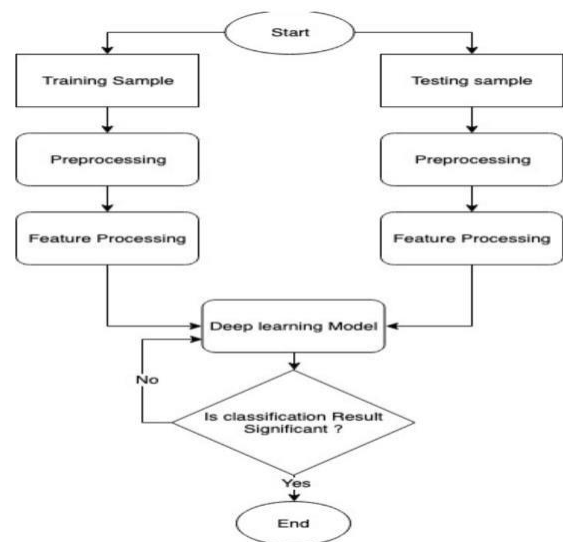 Start
Training Sample
Testing sample
Preprocessing
Preprocessing
Feature Processing
Feature Processing
Deep learning Model
No
Is classification Result
Significant ?
Yes
End